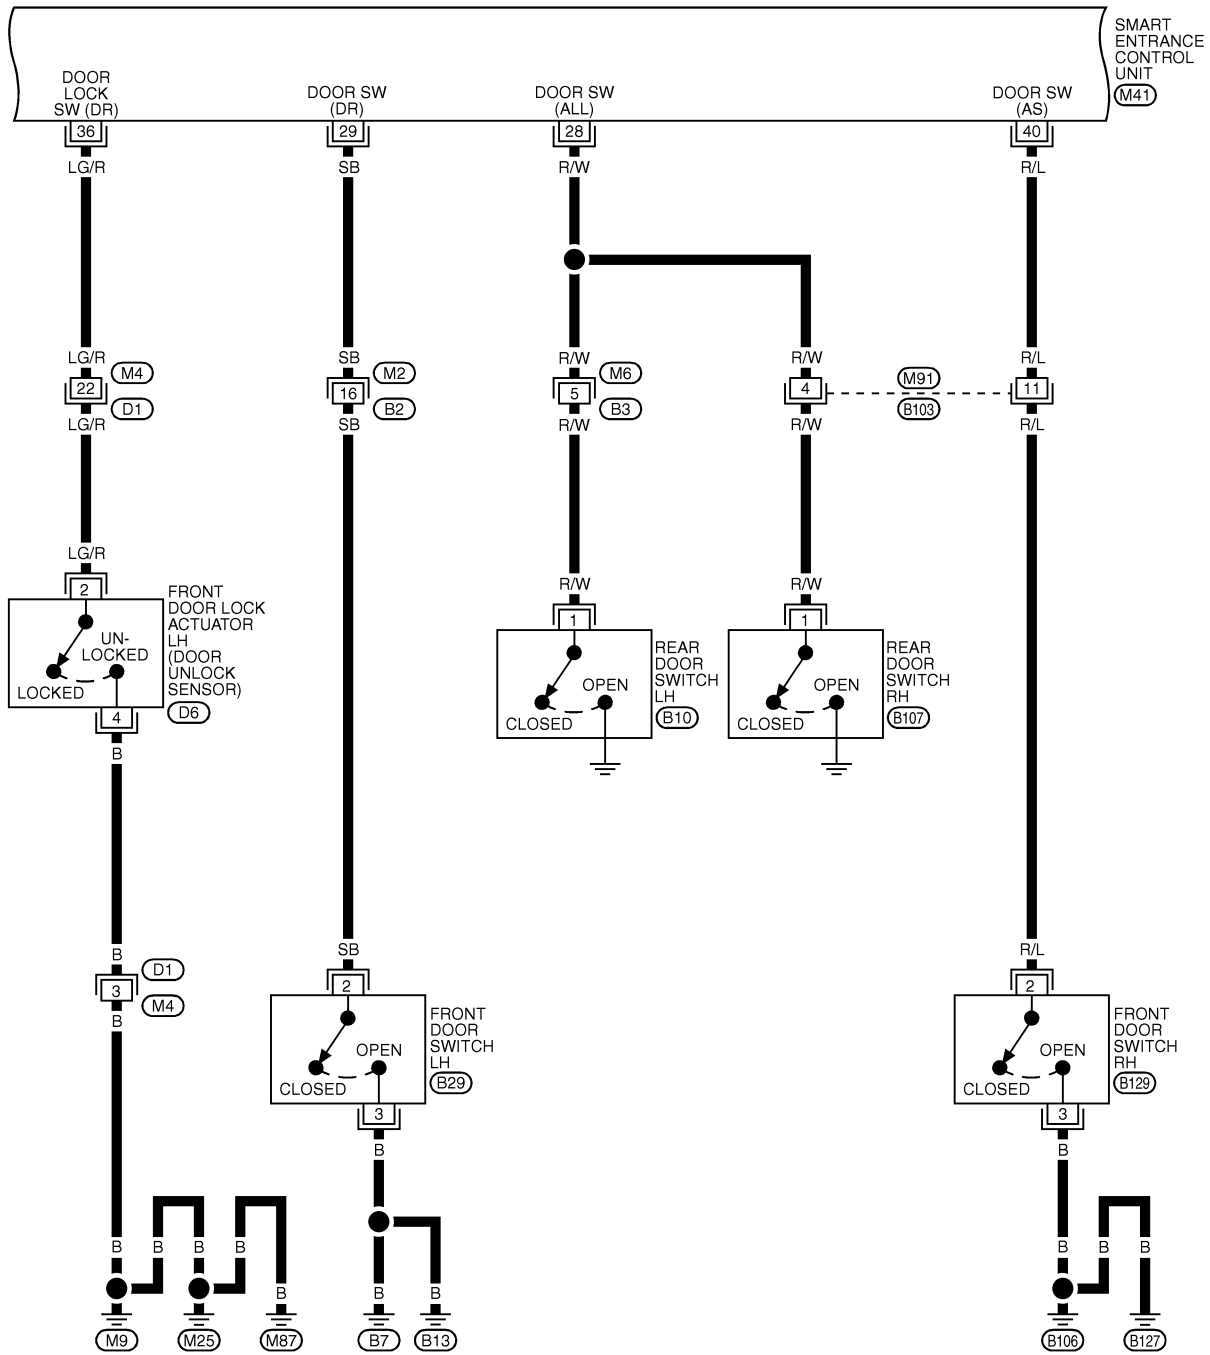 SMART
ENTRANCE
CONTROL
UNIT
M41
DOOR
LOCK
SW (DR)
DOOR SW
(DR)
DOOR SW
(ALL)
DOOR SW
(AS)
36
29
28
40
LG/R
SB
R/W
R/L
LG/R
SB
R/W
R/W
R/L
22
M4
D1
16
M2
B2
5
M6
B3
4
M91
B103
11
LG/R
SB
R/W
R/W
R/L
LG/R
R/W
R/W
2
FRONT
DOOR LOCK
ACTUATOR
LH
(DOOR
UNLOCK
SENSOR)
D6
UN-
LOCKED
LOCKED
4
1
REAR
DOOR
SWITCH
LH
B10
OPEN
CLOSED
1
REAR
DOOR
SWITCH
RH
B107
OPEN
CLOSED
B
B
SB
R/L
3
D1
M4
B
2
FRONT
DOOR
SWITCH
LH
B29
OPEN
CLOSED
3
2
FRONT
DOOR
SWITCH
RH
B129
OPEN
CLOSED
3
B
B
B
B
B
B
B
B
B
B
B
B
M9
M25
M87
B7
B13
B106
B127